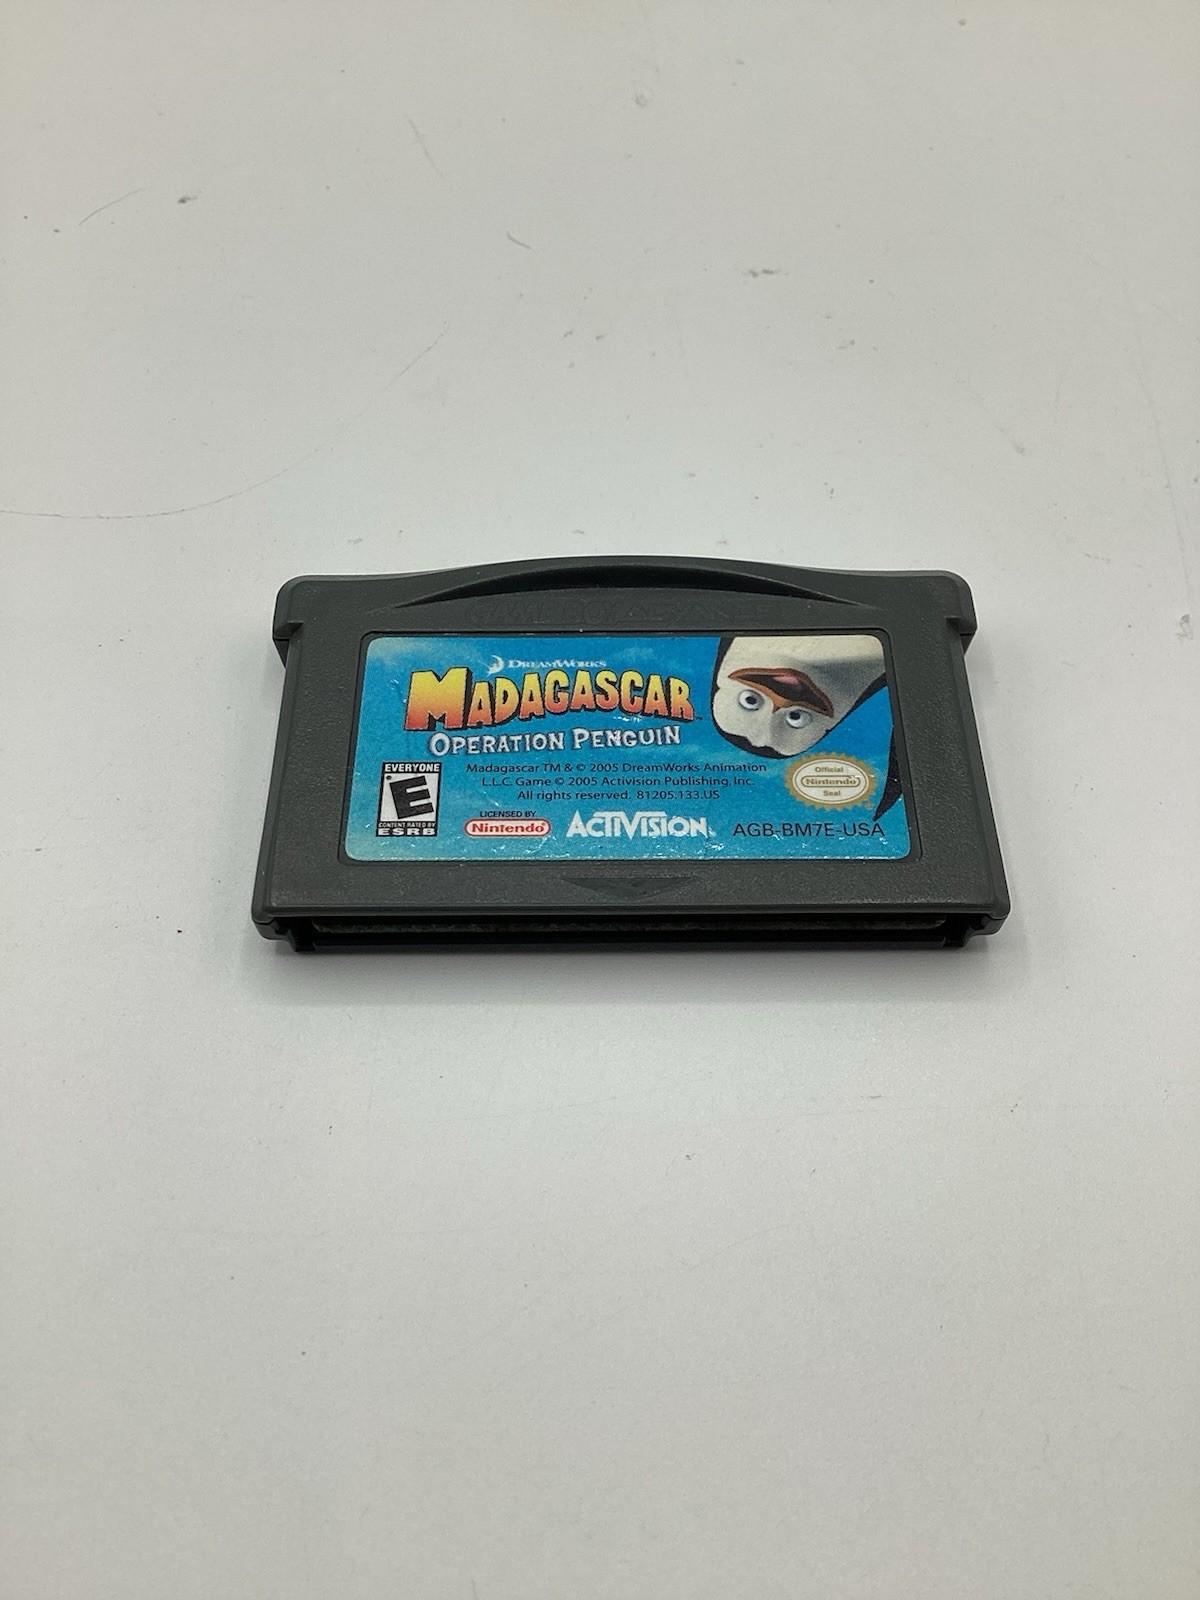 GAME BOY ADVANCE
DREAMWORKS
MADAGASCAR™
OPERATION PENGUIN
Madagascar TM & © 2005 DreamWorks Animation
L.L.C. Game © 2005 Activision Publishing, Inc.
All rights reserved. 81205.133.US
EVERYONE
E
CONTENT RATED BY
ESRB
LICENSED BY
Nintendo
ACTIVISION
Official
Nintendo
Seal
AGB-BM7E-USA